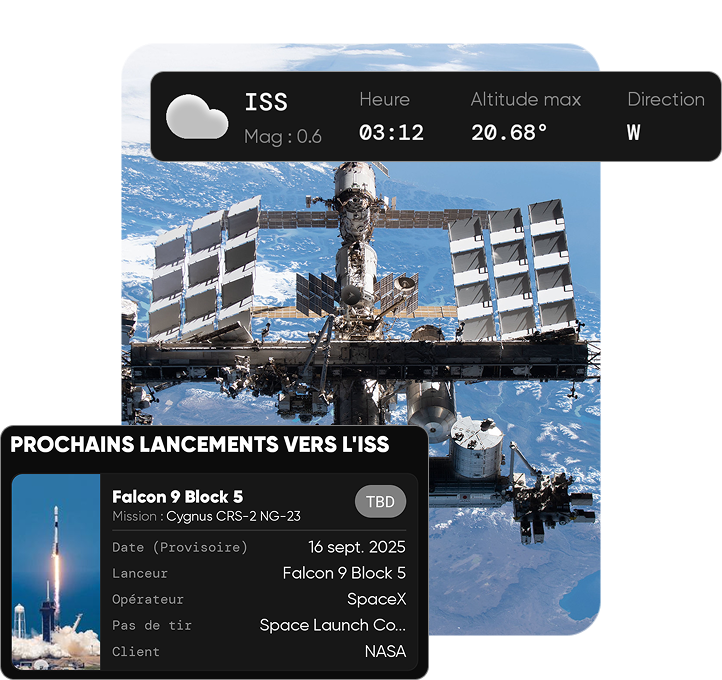 ISS Heure Altitude max Direction
Mag : 0.6 03:12 20.68° W
PROCHAINS LANCEMENTS VERS L'ISS
Falcon 9 Block 5 TBD
Mission : Cygnus CRS-2 NG-23
Date (Provisoire) 16 sept. 2025
Lanceur Falcon 9 Block 5
Opérateur SpaceX
Pas de tir Space Launch Co...
Client NASA